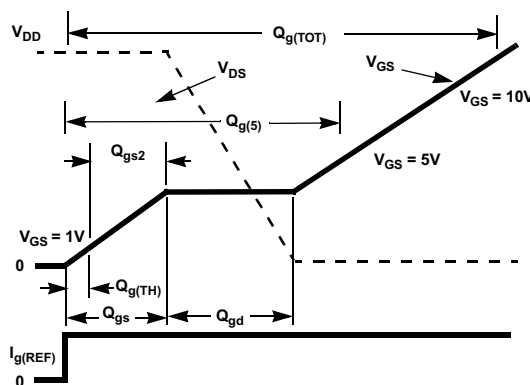 V_DD
Q_g(TOT)
V_DS
V_GS
V_GS = 10V
Q_g(5)
Q_gs2
V_GS = 5V
V_GS = 1V
0
Q_g(TH)
Q_gs
Q_gd
I_g(REF)
0